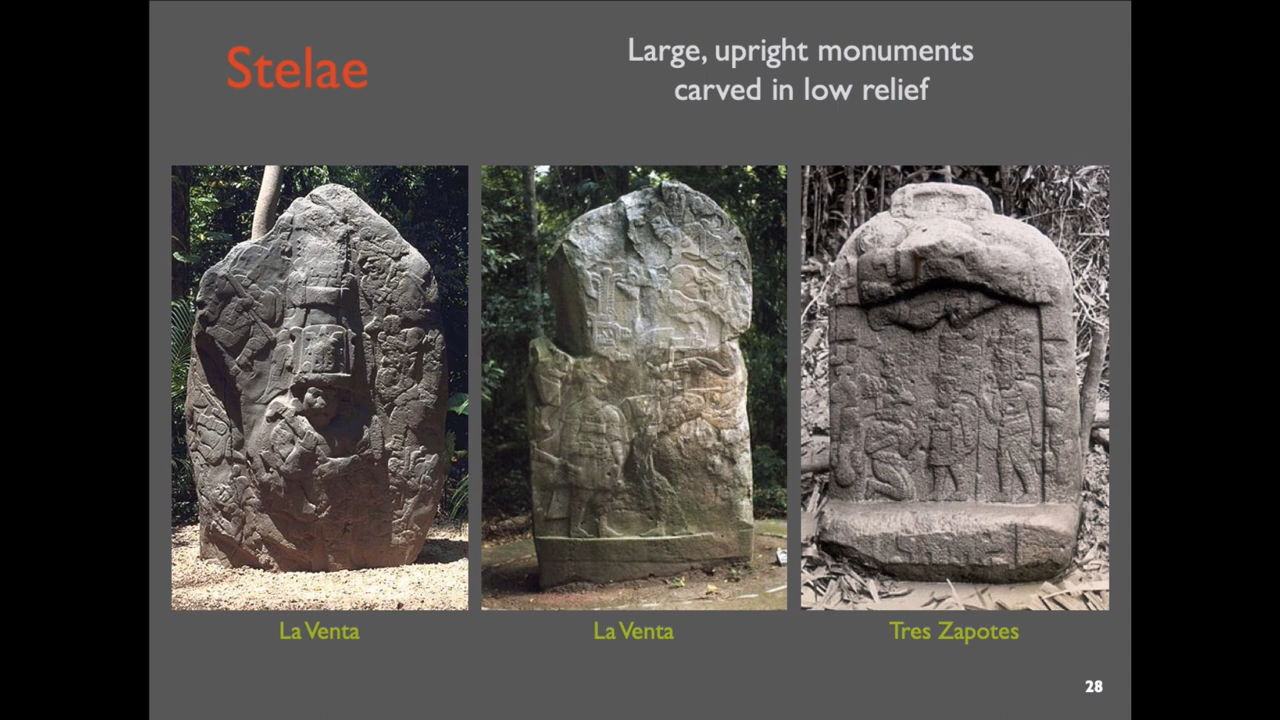 Stelae
Large, upright monuments
carved in low relief
La Venta
La Venta
Tres Zapotes
28